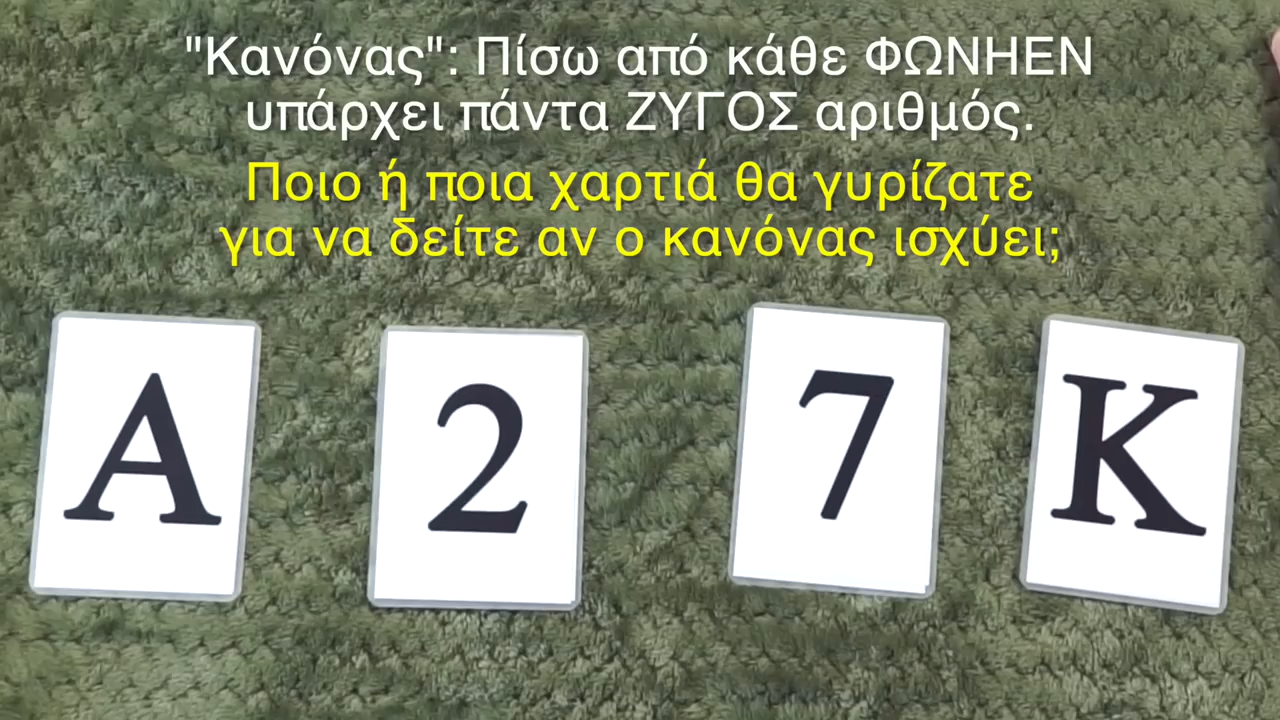 "Κανόνας": Πίσω από κάθε ΦΩΝΗΕΝ
υπάρχει πάντα ΖΥΓΟΣ αριθμός.
Ποιο ή ποια χαρτιά θα γυρίζατε
για να δείτε αν ο κανόνας ισχύει;
A 2 7 K